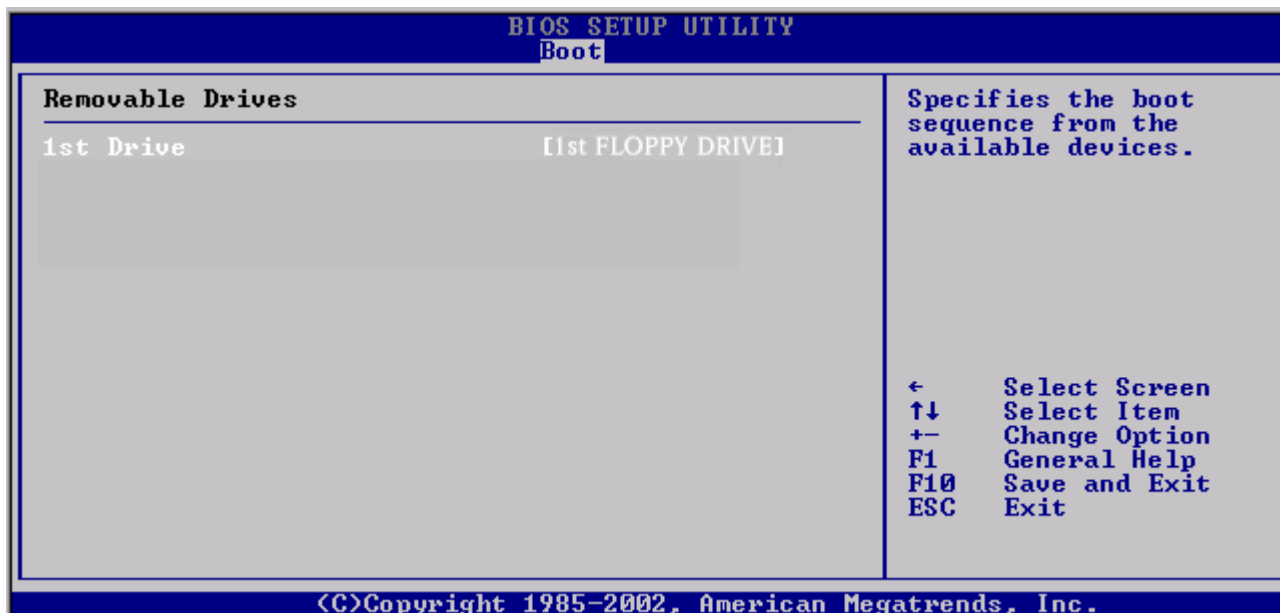 BIOS SETUP UTILITY
Boot
Removable Drives
1st Drive [1st FLOPPY DRIVE]
Specifies the boot
sequence from the
available devices.
← Select Screen
↑↓ Select Item
+- Change Option
F1 General Help
F10 Save and Exit
ESC Exit
(C)Copyright 1985-2002, American Megatrends, Inc.